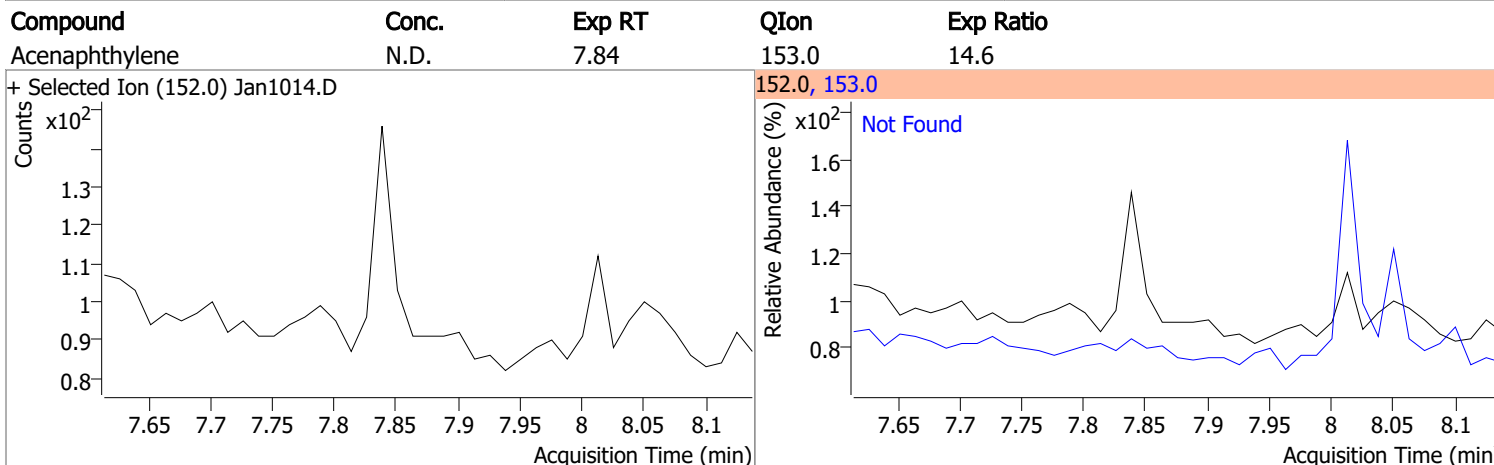 Compound Conc. Exp RT QIon Exp Ratio
Acenaphthylene N.D. 7.84 153.0 14.6
+ Selected Ion (152.0) Jan1014.D
Counts
x10²
1.3
1.2
1.1
1
0.9
0.8
7.65 7.7 7.75 7.8 7.85 7.9 7.95 8 8.05 8.1
Acquisition Time (min)
152.0, 153.0
Relative Abundance (%)
x10²
Not Found
1.6
1.4
1.2
1
0.8
7.65 7.7 7.75 7.8 7.85 7.9 7.95 8 8.05 8.1
Acquisition Time (min